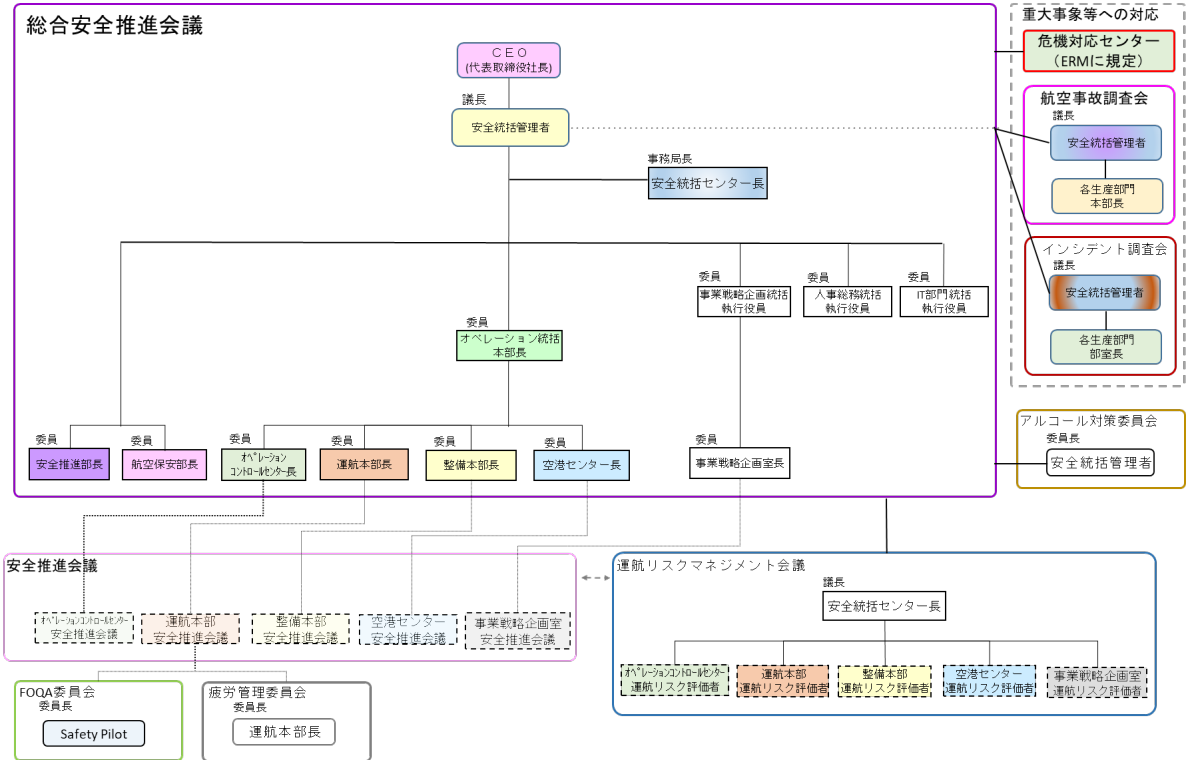 総合安全推進会議
CEO
(代表取締役社長)
議長
安全統括管理者
事務局長
安全統括センター長
委員
事業戦略企画統括
執行役員
委員
人事総務統括
執行役員
委員
IT部門統括
執行役員
委員
オペレーション統括
本部長
委員
安全推進部長
委員
航空保安部長
委員
オペレーション
コントロールセンター長
委員
運航本部長
委員
整備本部長
委員
空港センター長
委員
事業戦略企画室長
重大事象等への対応
危機対応センター
（ERMに規定）
航空事故調査会
議長
安全統括管理者
各生産部門
本部長
インシデント調査会
議長
安全統括管理者
各生産部門
部室長
アルコール対策委員会
委員長
安全統括管理者
安全推進会議
オペレーションコントロールセンター
安全推進会議
運航本部
安全推進会議
整備本部
安全推進会議
空港センター
安全推進会議
事業戦略企画室
安全推進会議
運航リスクマネジメント会議
議長
安全統括センター長
オペレーションコントロールセンター
運航リスク評価者
運航本部
運航リスク評価者
整備本部
運航リスク評価者
空港センター
運航リスク評価者
事業戦略企画室
運航リスク評価者
FOQA委員会
委員長
Safety Pilot
疲労管理委員会
委員長
運航本部長